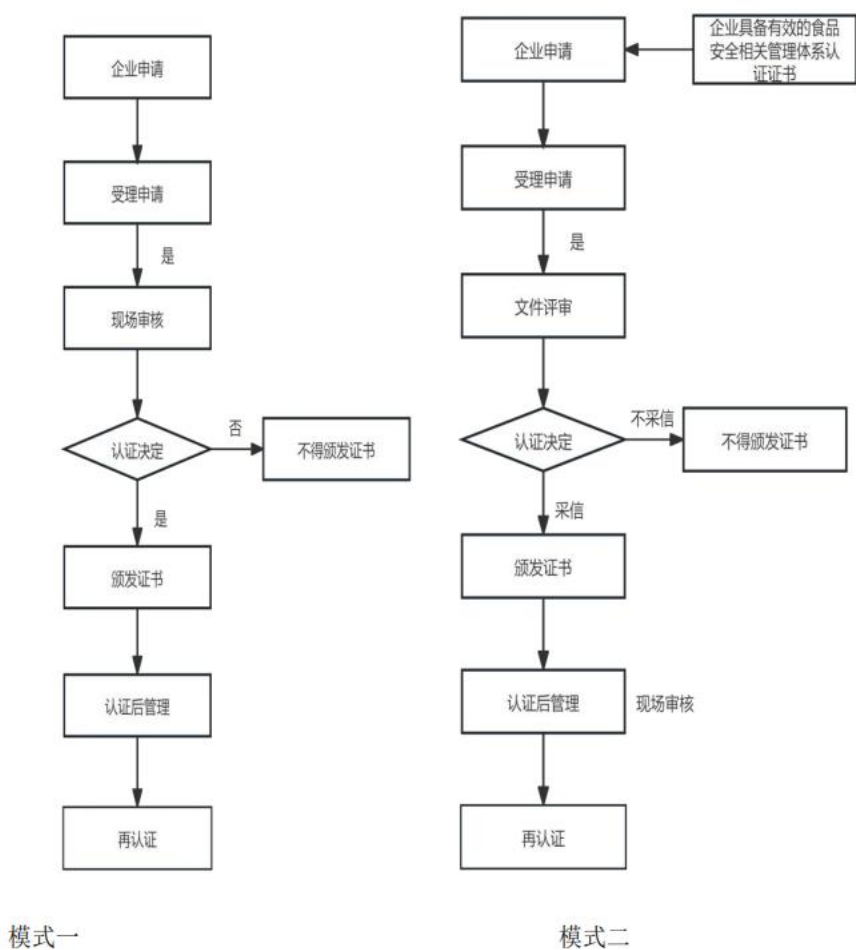 企业申请
受理申请
是
现场审核
认证决定
否
不得颁发证书
是
颁发证书
认证后管理
再认证
模式一
企业申请
企业具备有效的食品
安全相关管理体系认
证证书
受理申请
是
文件评审
认证决定
不采信
不得颁发证书
采信
颁发证书
认证后管理
现场审核
再认证
模式二